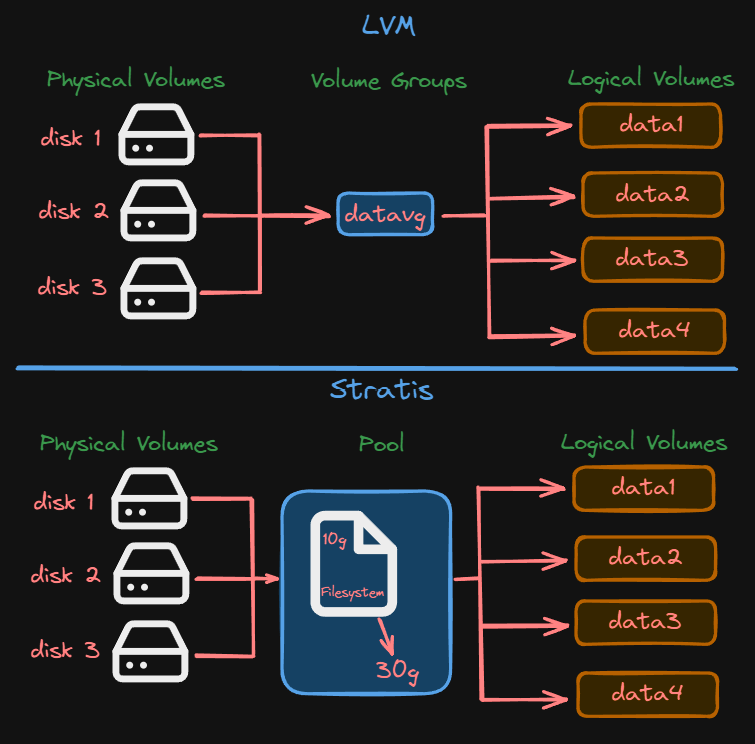 LVM
Physical Volumes
Volume Groups
Logical Volumes
disk 1
disk 2
disk 3
datavg
data1
data2
data3
data4
Stratis
Physical Volumes
Pool
Logical Volumes
disk 1
disk 2
disk 3
10g
Filesystem
30g
data1
data2
data3
data4